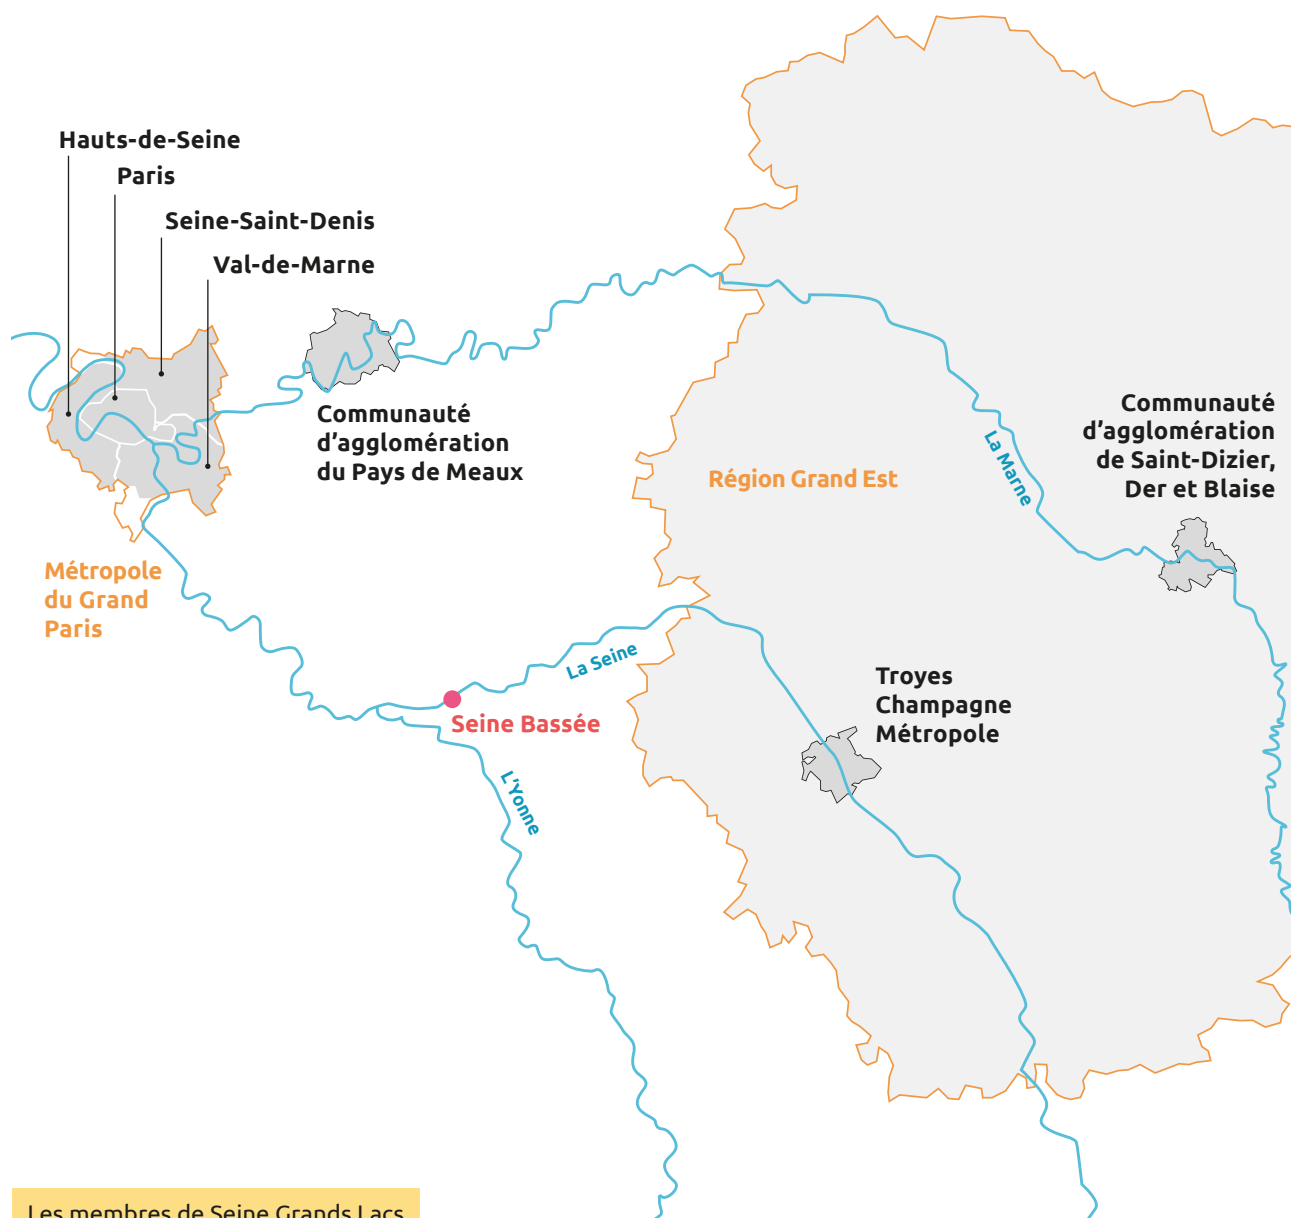 Hauts-de-Seine
Paris
Seine-Saint-Denis
Val-de-Marne
Communauté
d'agglomération
du Pays de Meaux
Région Grand Est
La Marne
Communauté
d'agglomération
de Saint-Dizier,
Der et Blaise
Métropole
du Grand
Paris
La Seine
Seine Bassée
L'Yonne
Troyes
Champagne
Métropole
Les membres de Seine Grands Lacs